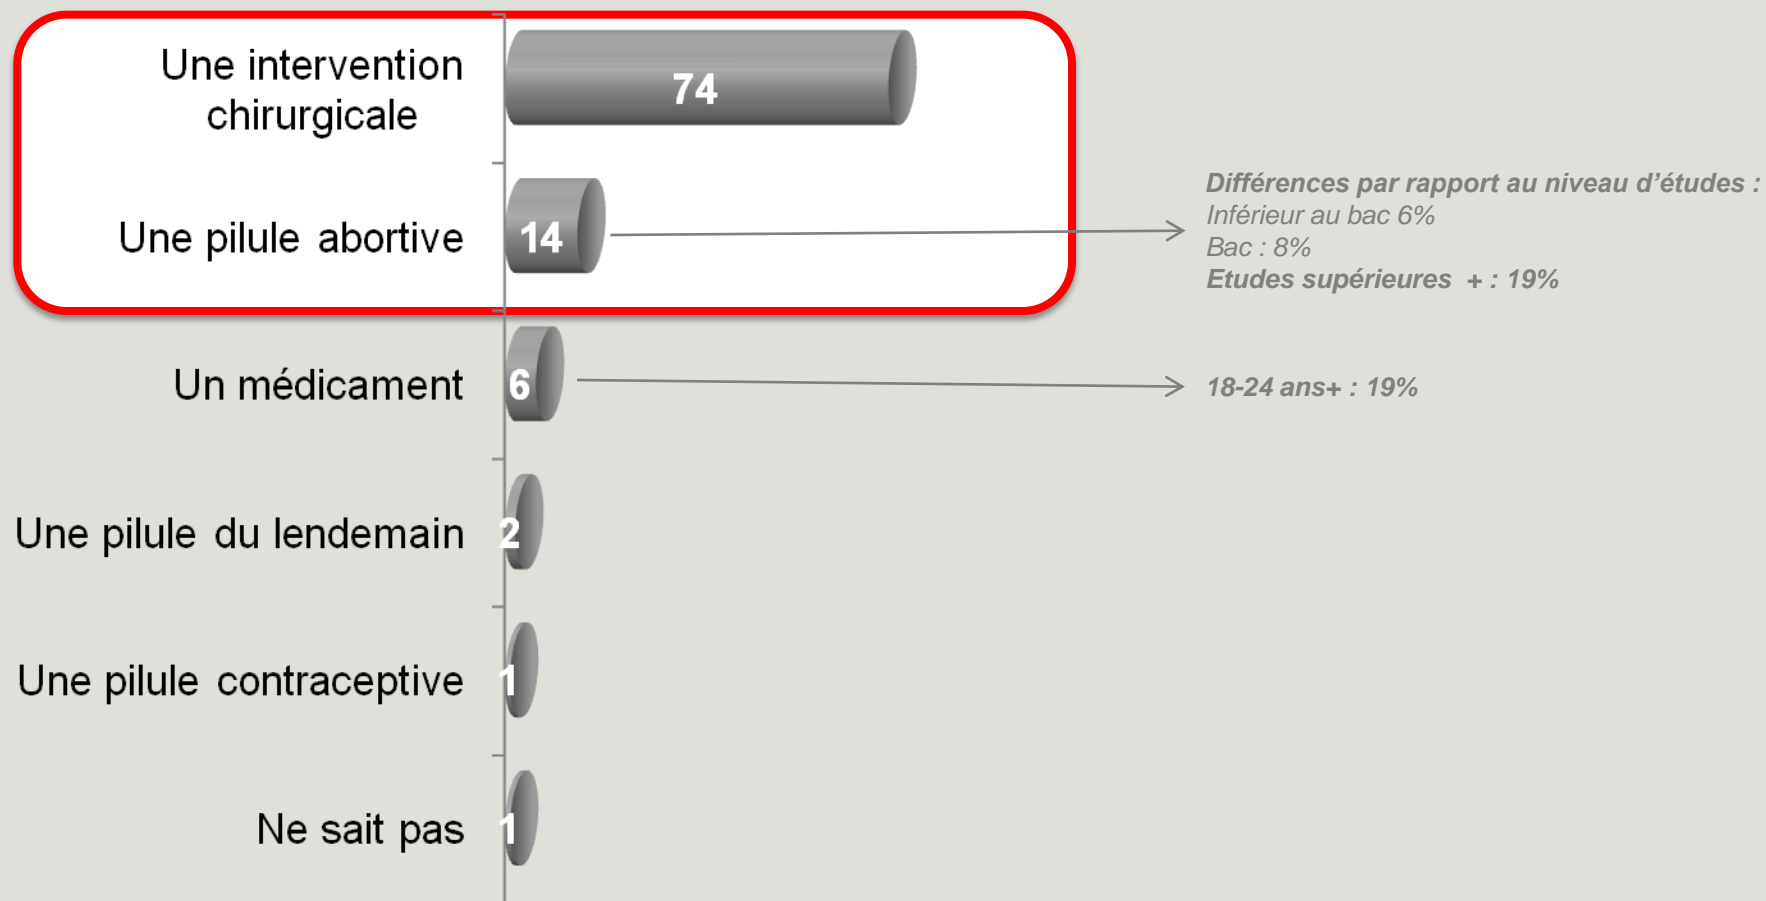 Une intervention
chirurgicale
74
Une pilule abortive
14
Différences par rapport au niveau d’études :
Inférieur au bac 6%
Bac : 8%
Etudes supérieures + : 19%
Un médicament
6
18-24 ans+ : 19%
Une pilule du lendemain
2
Une pilule contraceptive
1
Ne sait pas
1